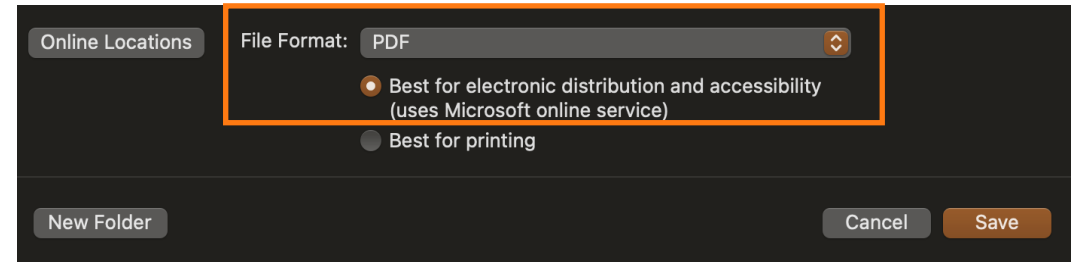 Online Locations
File Format: PDF
Best for electronic distribution and accessibility
(uses Microsoft online service)
Best for printing
New Folder
Cancel
Save